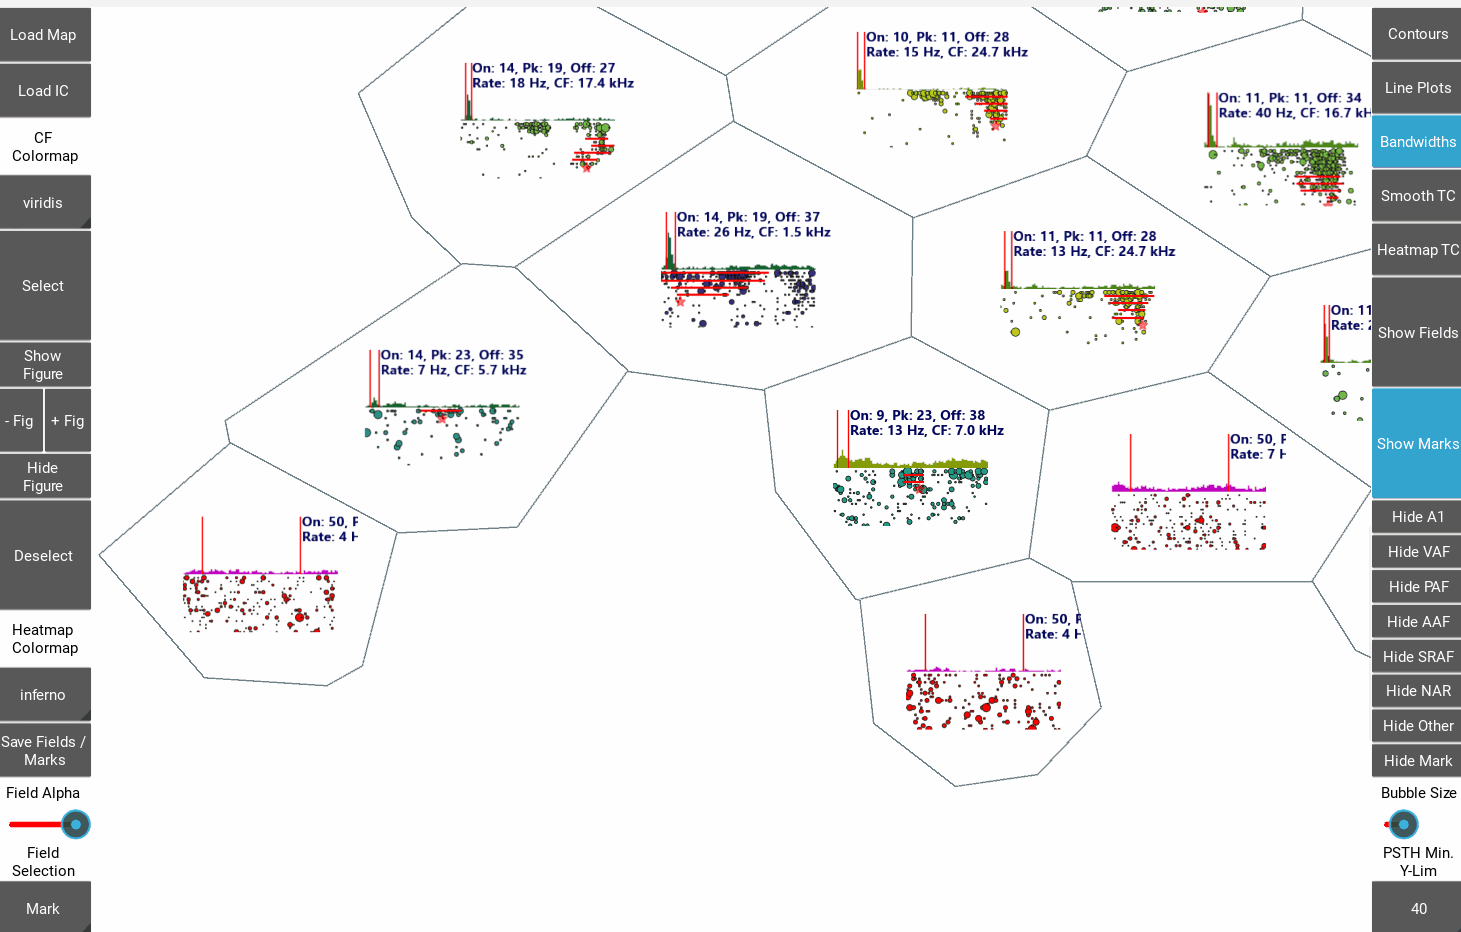 Load Map
Load IC
CF
Colormap
viridis
Select
Show
Figure
- Fig
+ Fig
Hide
Figure
Deselect
Heatmap
Colormap
inferno
Save Fields /
Marks
Field Alpha
Field
Selection
Mark
On: 14, Pk: 19, Off: 27
Rate: 18 Hz, CF: 17.4 kHz
On: 10, Pk: 11, Off: 28
Rate: 15 Hz, CF: 24.7 kHz
On: 11, Pk: 11, Off: 34
Rate: 40 Hz, CF: 16.7 kH
On: 14, Pk: 19, Off: 37
Rate: 26 Hz, CF: 1.5 kHz
On: 11, Pk: 11, Off: 28
Rate: 13 Hz, CF: 24.7 kHz
On: 11
Rate:
On: 14, Pk: 23, Off: 35
Rate: 7 Hz, CF: 5.7 kHz
On: 9, Pk: 23, Off: 38
Rate: 13 Hz, CF: 7.0 kHz
On: 50,
Rate: 7
On: 50,
Rate: 4
On: 50,
Rate: 4
Contours
Line Plots
Bandwidths
Smooth TC
Heatmap TC
Show Fields
Show Marks
Hide A1
Hide VAF
Hide PAF
Hide AAF
Hide SRAF
Hide NAR
Hide Other
Hide Mark
Bubble Size
PSTH Min.
Y-Lim
40